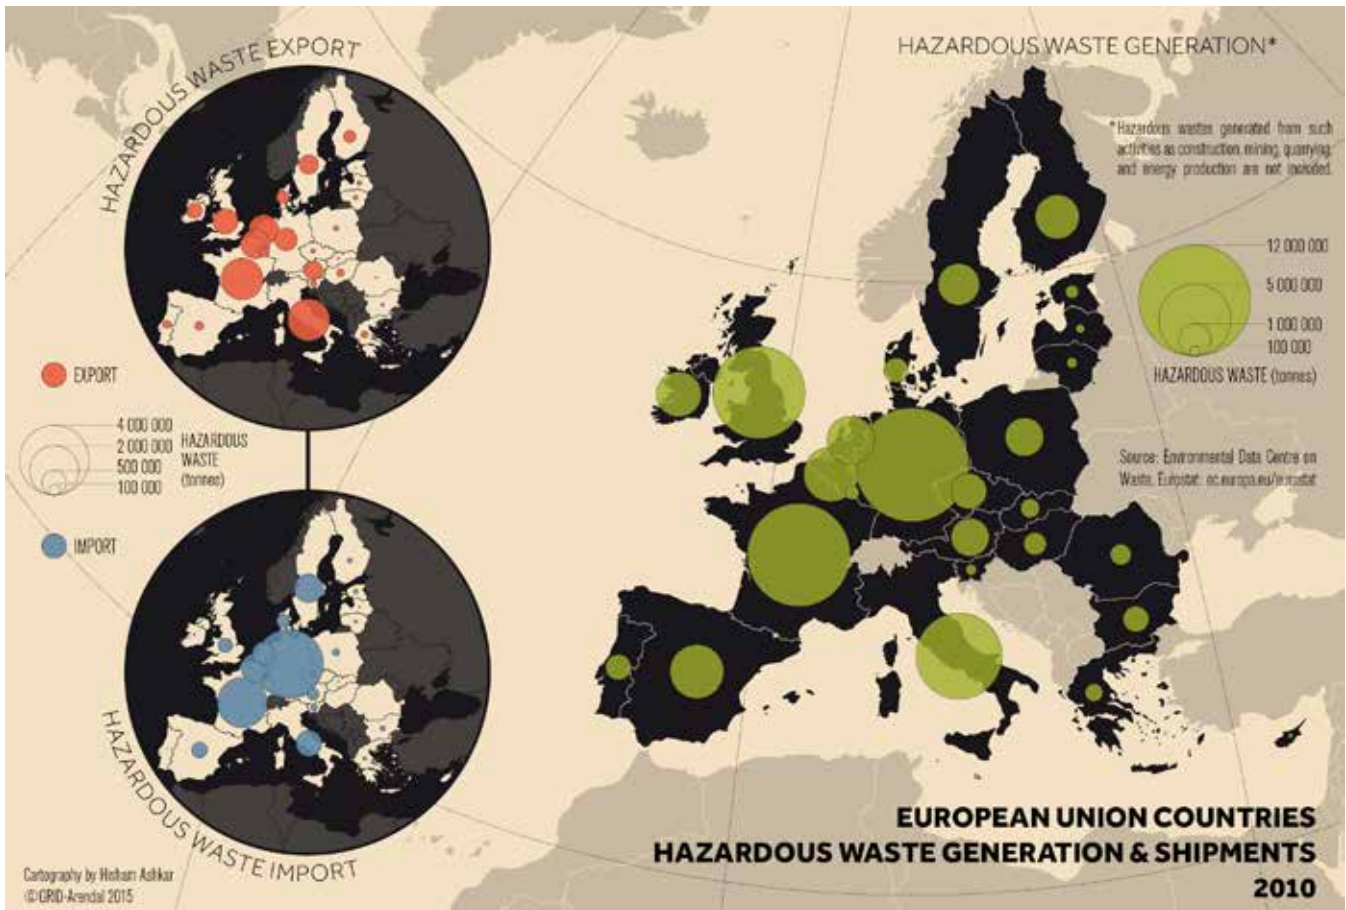 HAZARDOUS WASTE EXPORT
HAZARDOUS WASTE GENERATION*
*Hazardous wastes generated from such
activities as construction, mining, quarrying,
and energy production are not included.
12 000 000
5 000 000
1 000 000
100 000
HAZARDOUS WASTE (tonnes)
EXPORT
4 000 000
2 000 000
500 000
100 000
HAZARDOUS
WASTE
(tonnes)
IMPORT
Source: Environmental Data Centre on
Waste, Eurostat: ec.europa.eu/eurostat
HAZARDOUS WASTE IMPORT
EUROPEAN UNION COUNTRIES
HAZARDOUS WASTE GENERATION & SHIPMENTS
2010
Cartography by Hisham Ashkar
©GRID-Arendal 2015